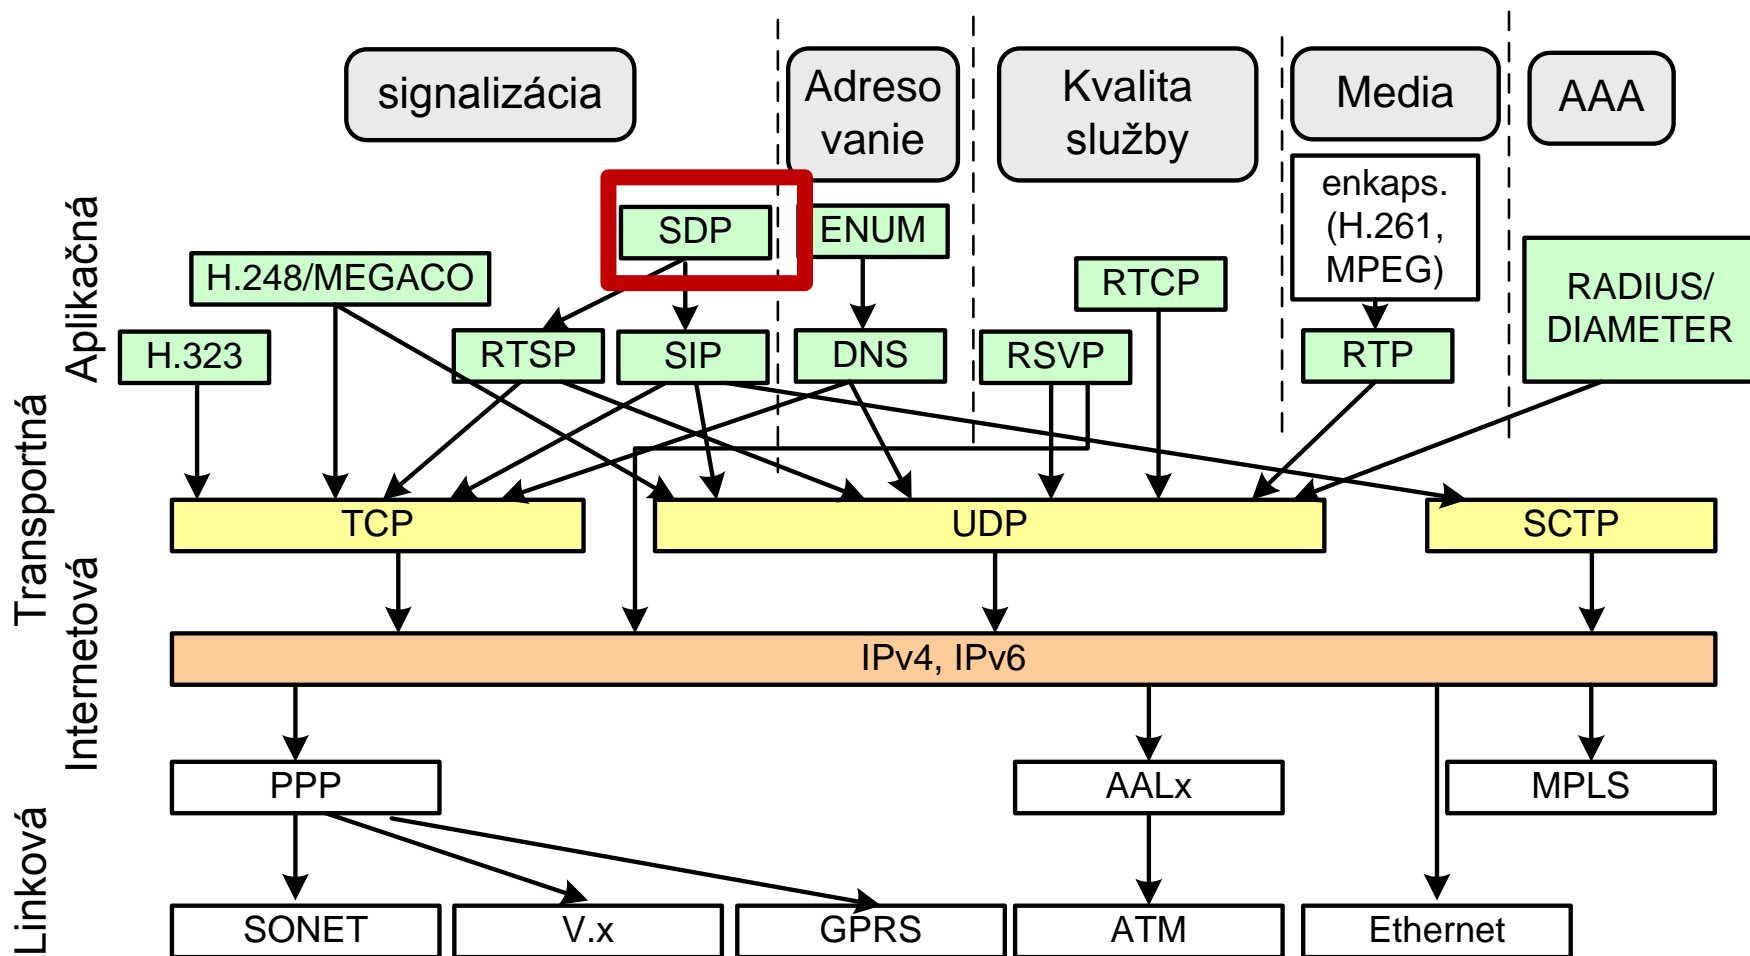 signalizácia
Adreso
vanie
Kvalita
služby
Media
AAA
Aplikačná
Transportná
Internetová
Linková
enkaps.
(H.261,
MPEG)
SDP
ENUM
H.248/MEGACO
RTCP
RADIUS/
DIAMETER
H.323
RTSP
SIP
DNS
RSVP
RTP
TCP
UDP
SCTP
IPv4, IPv6
PPP
AALx
MPLS
SONET
V.x
GPRS
ATM
Ethernet